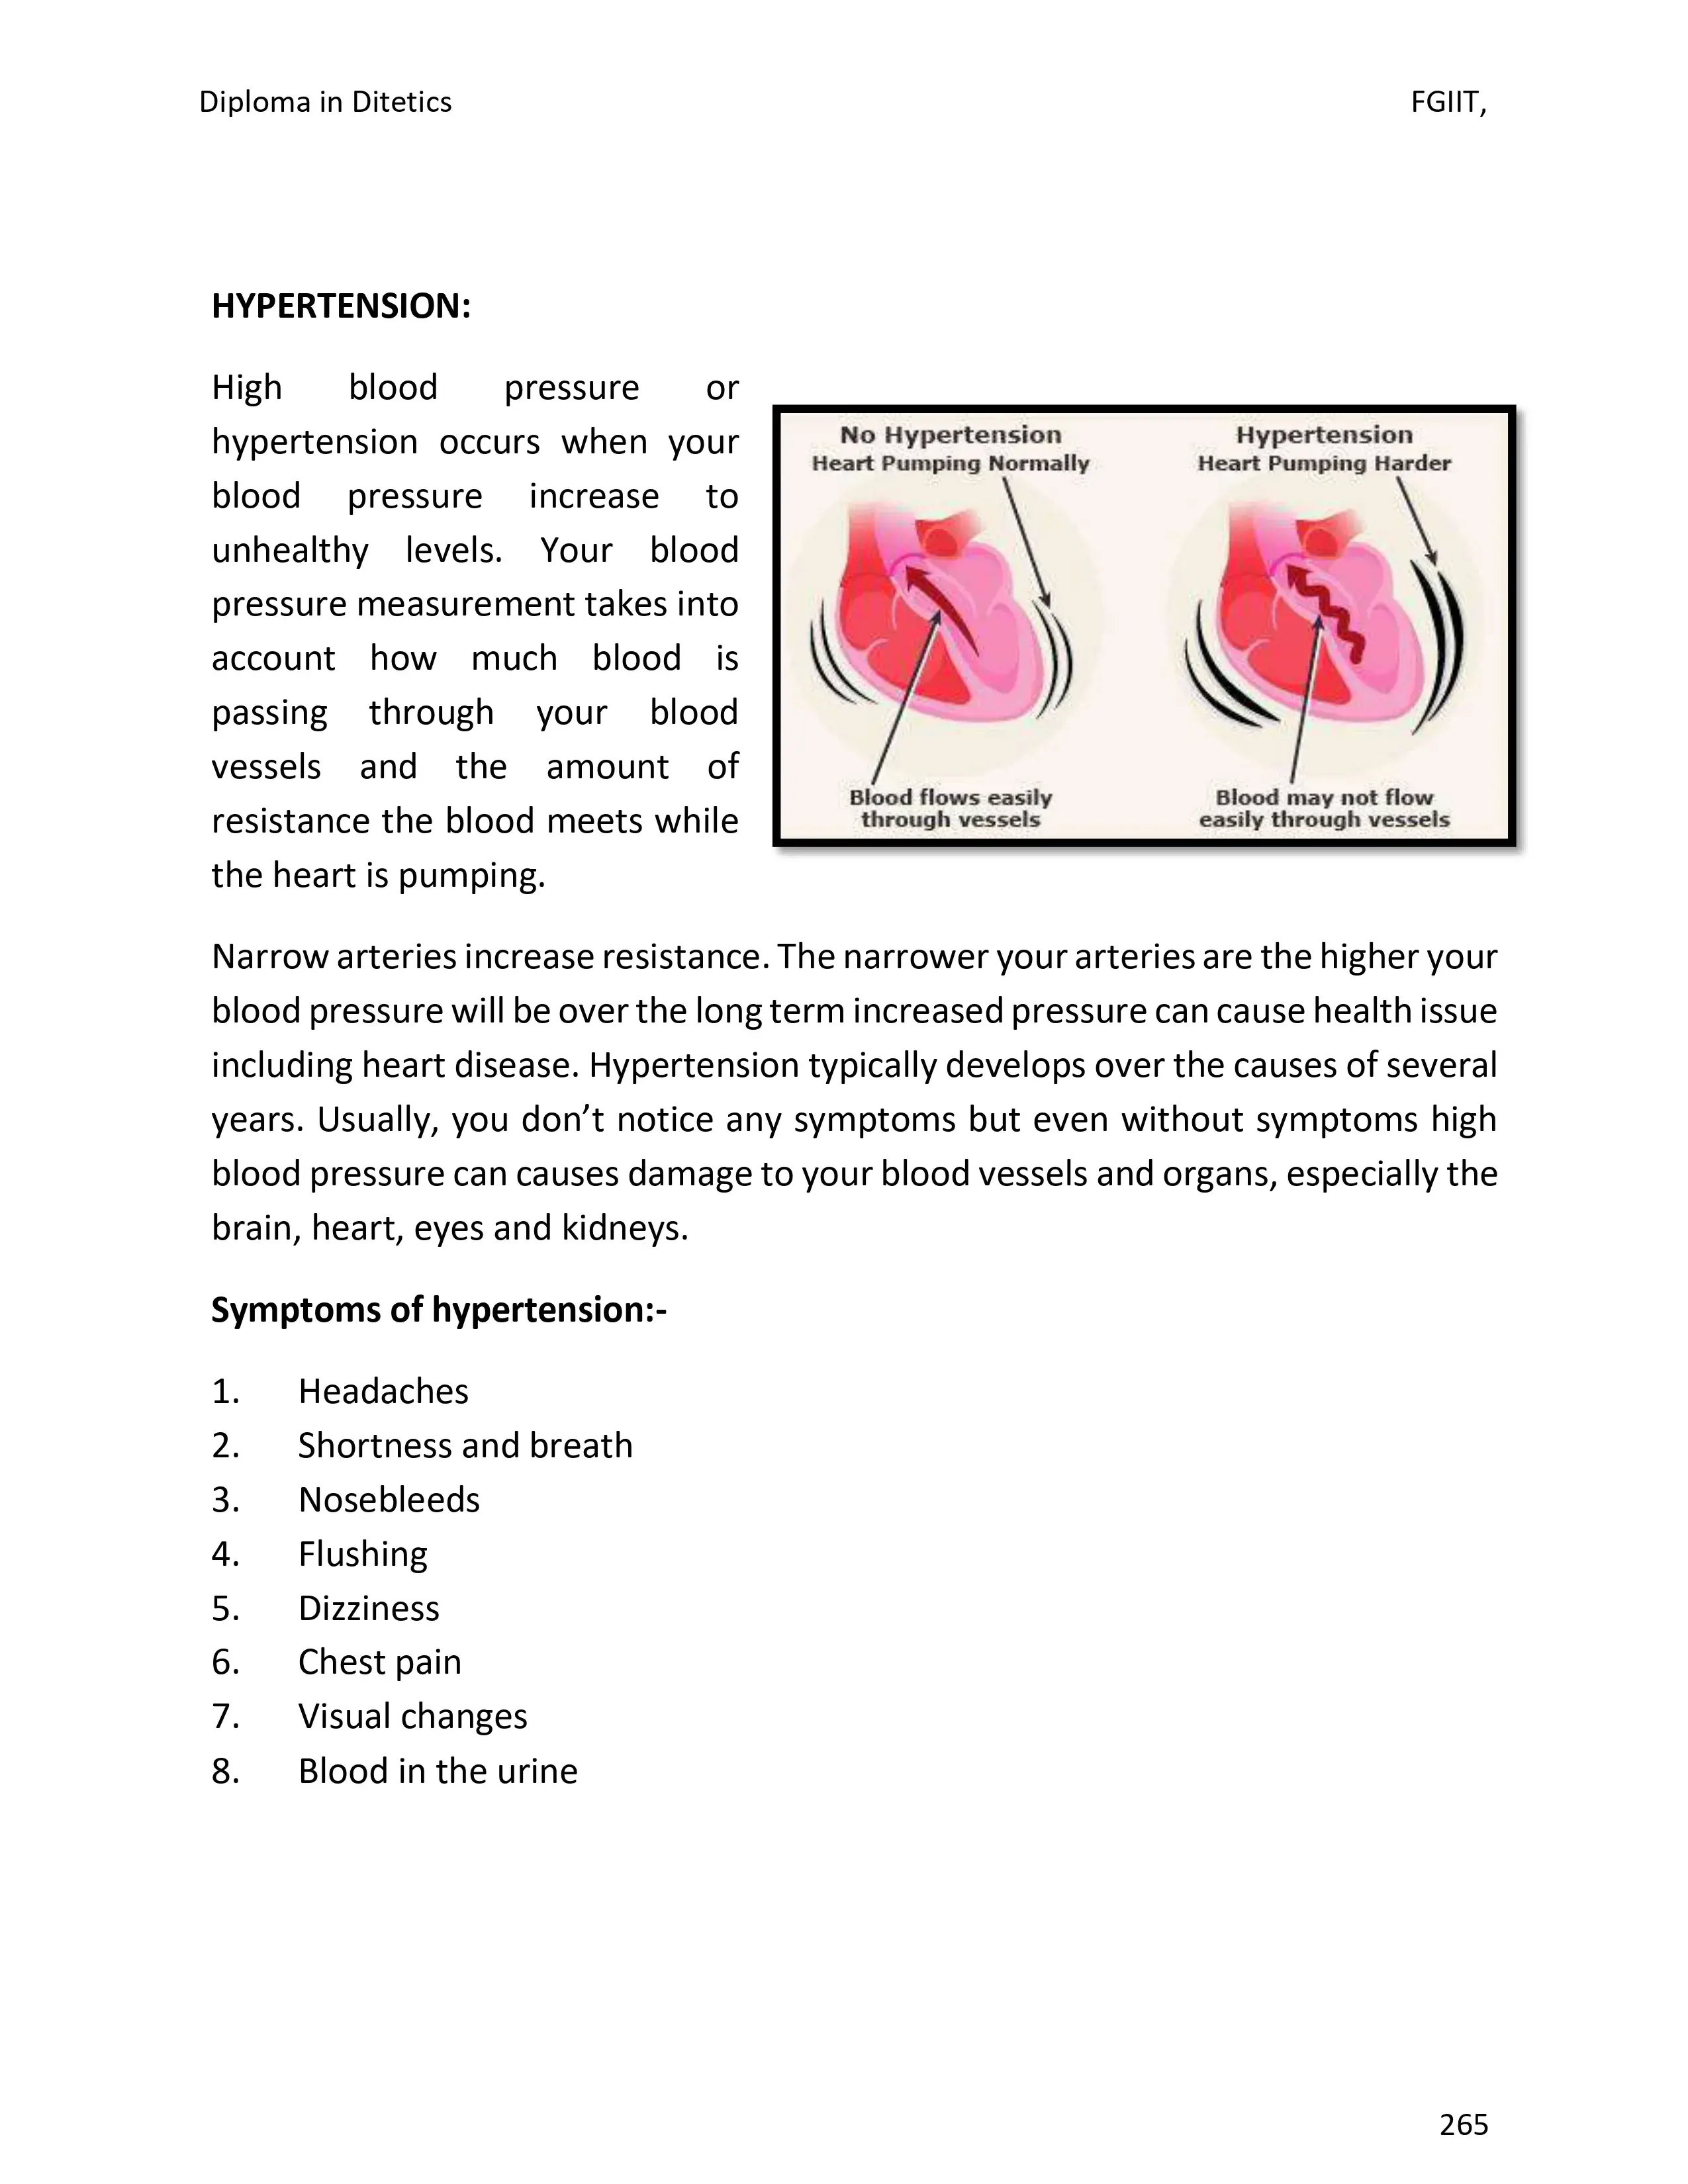 Diploma in Ditetics FGIIT,
HYPERTENSION:
High blood pressure or
hypertension occurs when your
blood pressure increase to
unhealthy levels. Your blood
pressure measurement takes into
account how much blood is
passing through your blood
vessels and the amount of
resistance the blood meets while
the heart is pumping.
No Hypertension
Heart Pumping Normally
Blood flows easily
through vessels
Hypertension
Heart Pumping Harder
Blood may not flow
easily through vessels
Narrow arteries increase resistance. The narrower your arteries are the higher your
blood pressure will be over the long term increased pressure can cause health issue
including heart disease. Hypertension typically develops over the causes of several
years. Usually, you don’t notice any symptoms but even without symptoms high
blood pressure can causes damage to your blood vessels and organs, especially the
brain, heart, eyes and kidneys.
Symptoms of hypertension:-
1. Headaches
2. Shortness and breath
3. Nosebleeds
4. Flushing
5. Dizziness
6. Chest pain
7. Visual changes
8. Blood in the urine
265